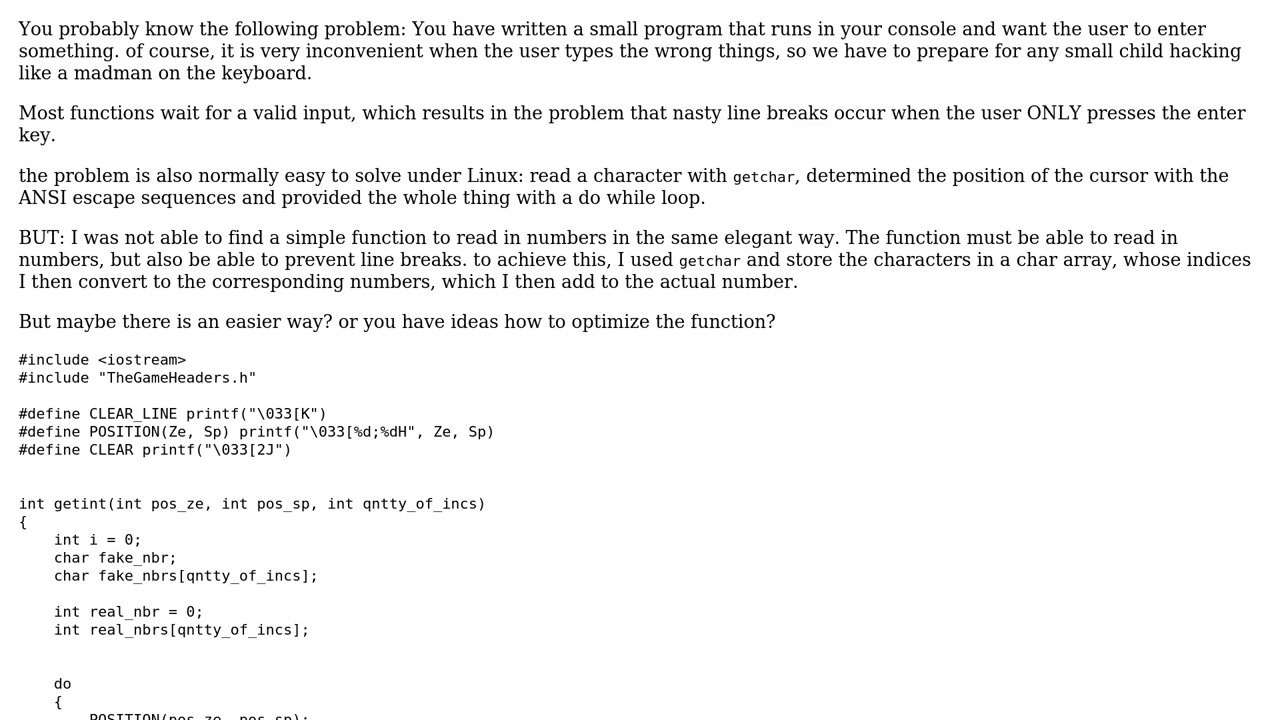 You probably know the following problem: You have written a small program that runs in your console and want the user to enter
something. of course, it is very inconvenient when the user types the wrong things, so we have to prepare for any small child hacking
like a madman on the keyboard.
Most functions wait for a valid input, which results in the problem that nasty line breaks occur when the user ONLY presses the enter
key.
the problem is also normally easy to solve under Linux: read a character with getchar, determined the position of the cursor with the
ANSI escape sequences and provided the whole thing with a do while loop.
BUT: I was not able to find a simple function to read in numbers in the same elegant way. The function must be able to read in
numbers, but also be able to prevent line breaks. to achieve this, I used getchar and store the characters in a char array, whose indices
I then convert to the corresponding numbers, which I then add to the actual number.
But maybe there is an easier way? or you have ideas how to optimize the function?
#include <iostream>
#include "TheGameHeaders.h"
#define CLEAR_LINE printf("\033[K")
#define POSITION(Ze, Sp) printf("\033[%d;%dH", Ze, Sp)
#define CLEAR printf("\033[2J")
int getint(int pos_ze, int pos_sp, int qntty_of_incs)
{
    int i = 0;
    char fake_nbr;
    char fake_nbrs[qntty_of_incs];
    int real_nbr = 0;
    int real_nbrs[qntty_of_incs];
    do
    {
        POSITION(pos_ze, pos_sp);